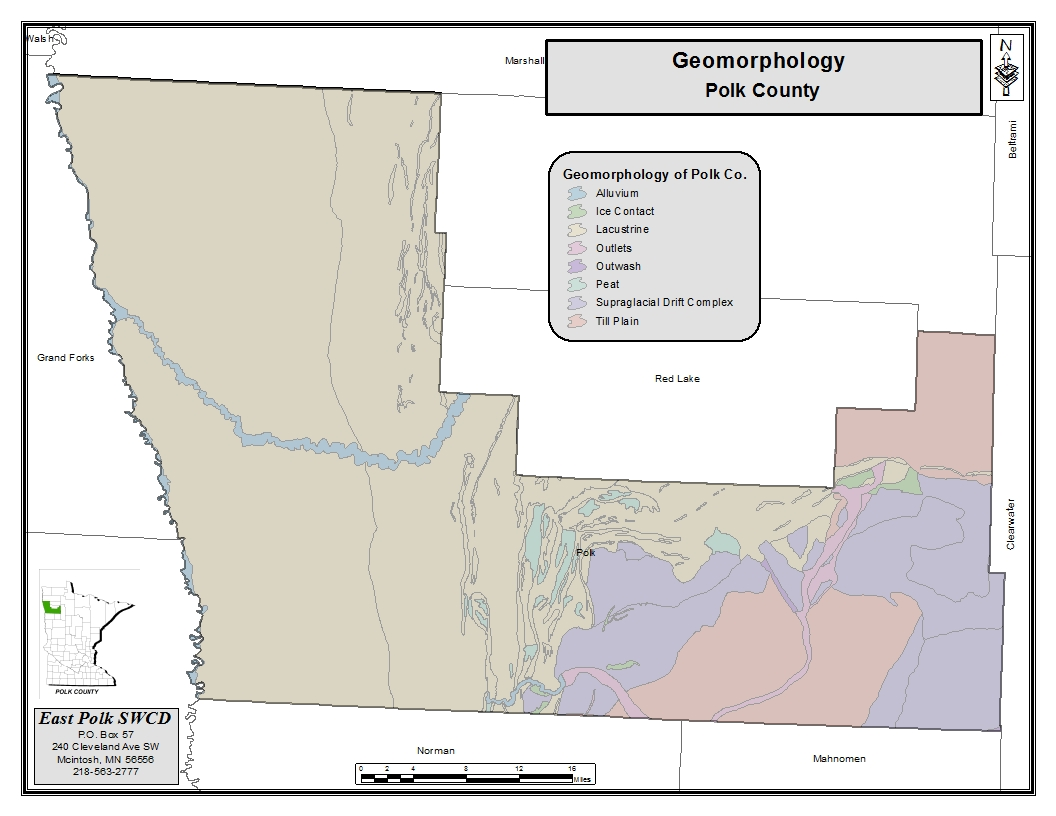 Walsh
Marshall
Geomorphology
Polk County
N
Beltrami
Geomorphology of Polk Co.
Alluvium
Ice Contact
Lacustrine
Outlets
Outwash
Peat
Supraglacial Drift Complex
Till Plain
Grand Forks
Red Lake
Clearwater
Polk
POLK COUNTY
East Polk SWCD
P.O. Box 57
240 Cleveland Ave SW
Mcintosh, MN 56556
218-563-2777
Norman
Mahnomen
0 2 4 8 12 16
Miles